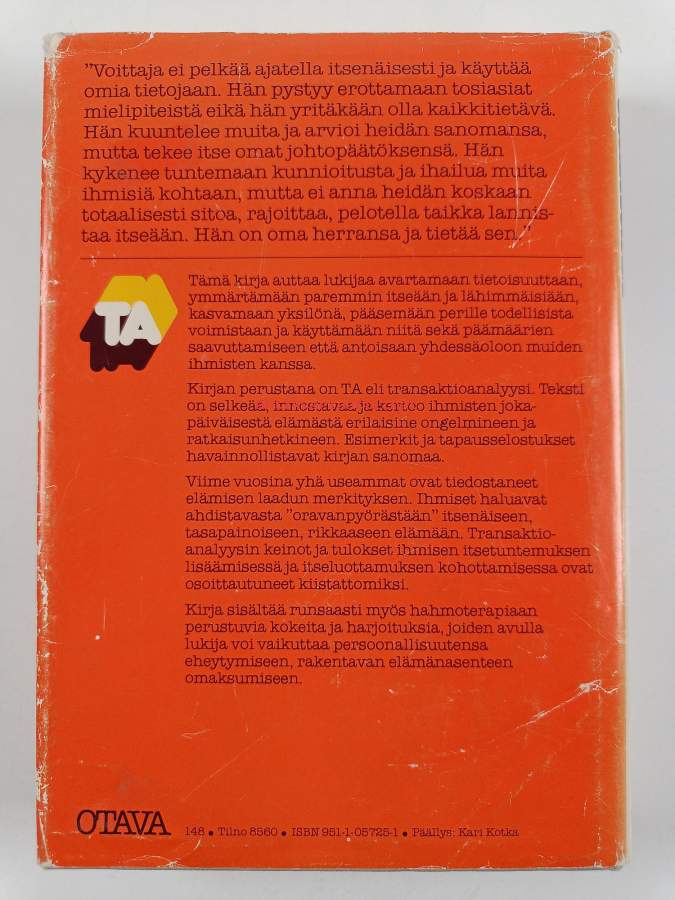 "Voittaja ei pelkää ajatella itsenäisesti ja käyttää
omia tietojaan. Hän pystyy erottamaan tosiasiat
mielipiteistä eikä hän yritäkään olla kaikkitietävä.
Hän kuuntelee muita ja arvioi heidän sanomansa,
mutta tekee itse omat johtopäätöksensä. Hän
kykenee tuntemaan kunnioitusta ja ihailua muita
ihmisiä kohtaan, mutta ei anna heidän koskaan
totaalisesti sitoa, rajoittaa, pelotella taikka lannis-
taa itseään. Hän on oma herransa ja tietää sen."
TA
Tämä kirja auttaa lukijaa avartamaan tietoisuuttaan,
ymmärtämään paremmin itseään ja lähimmäisiään,
kasvamaan yksilönä, pääsemään perille todellisista
voimistaan ja käyttämään niitä sekä päämäärien
saavuttamiseen että antoisaan yhdessäoloon muiden
ihmisten kanssa.
Kirjan perustana on TA eli transaktioanalyysi. Teksti
on selkeää, innostavaa ja kertoo ihmisten joka-
päiväisestä elämästä erilaisine ongelmineen ja
ratkaisunhetkineen. Esimerkit ja tapausselostukset
havainnollistavat kirjan sanomaa.
Viime vuosina yhä useammat ovat tiedostaneet
elämisen laadun merkityksen. Ihmiset haluavat
ahdistavasta "oravanpyörästään" itsenäiseen,
tasapainoiseen, rikkaaseen elämään. Transaktio-
analyysin keinot ja tulokset ihmisen itsetuntemuksen
lisäämisessä ja itseluottamuksen kohottamisessa ovat
osoittautuneet kiistattomiksi.
Kirja sisältää runsaasti myös hahmoterapiaan
perustuvia kokeita ja harjoituksia, joiden avulla
lukija voi vaikuttaa persoonallisuutensa
eheytymiseen, rakentavan elämänasenteen
omaksumiseen.
OTAVA 148 • Tilno 8560 • ISBN 951-1-05725-1 • Päällys: Kari Kotka